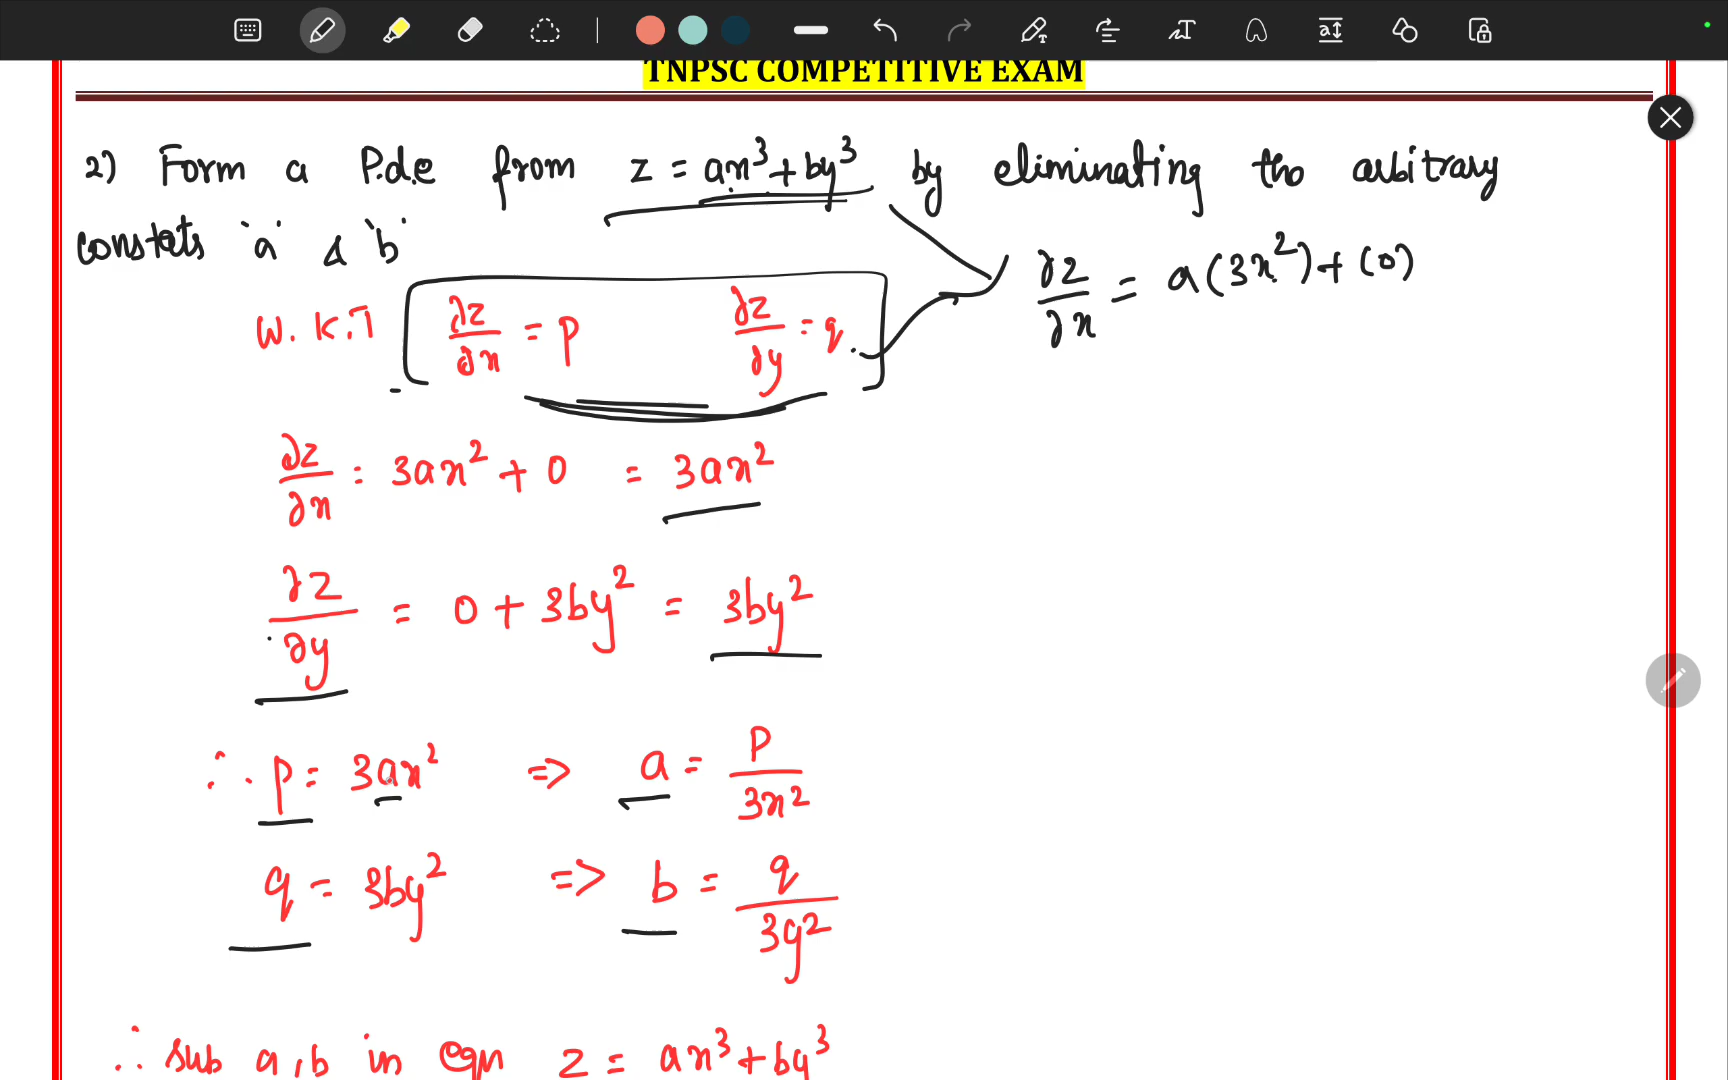 TNPSC COMPETITIVE EXAM
2) Form a P.d.e from z = ax³ + by³ by eliminating the arbitrary
constats 'a' & 'b'
∂z/∂x = a(3x²) + (0)
W.K.T ∂z/∂x = p ∂z/∂y = q
∂z/∂x = 3ax² + 0 = 3ax²
∂z/∂y = 0 + 3by² = 3by²
∴ p = 3ax² => a = p/3x²
q = 3by² => b = q/3y²
∴ sub a,b in eqn z = ax³ + by³